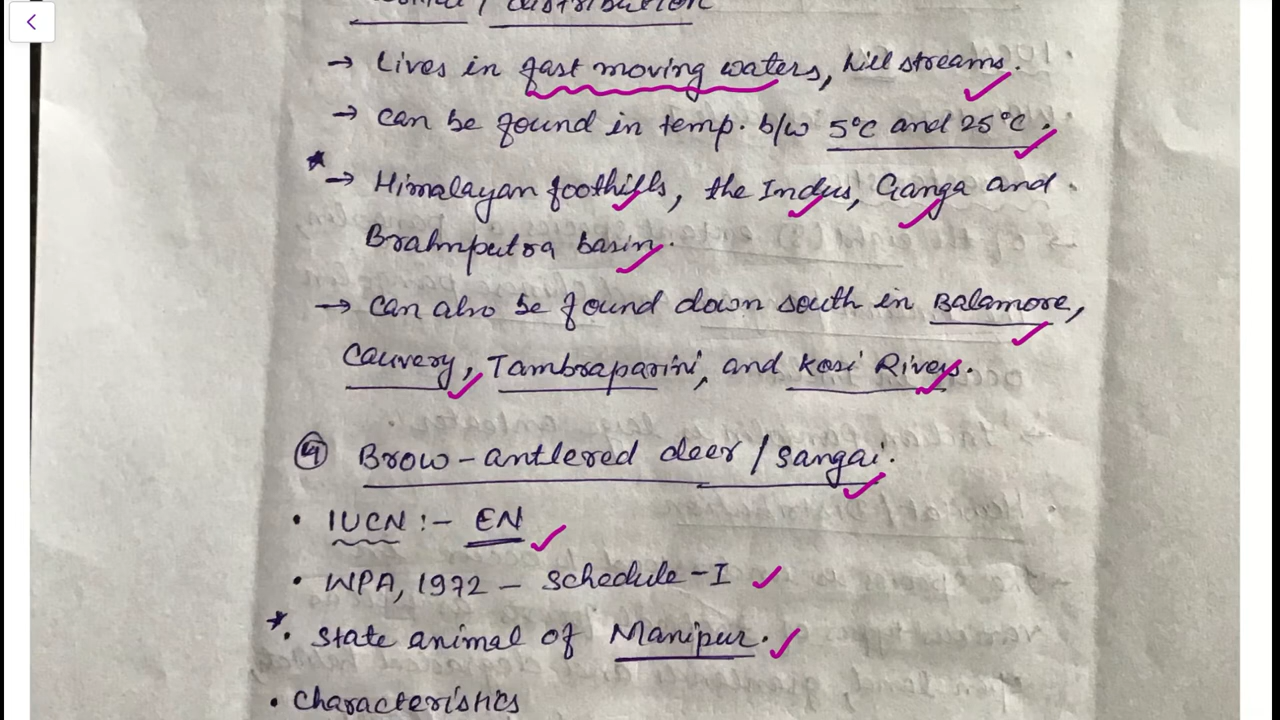 Habitat / Distribution
→ Lives in fast moving waters, hill streams.
→ can be found in temp. b/w 5°C and 25°C.
* → Himalayan foothills, the Indus, Ganga and
Brahmputra basin.
→ can also be found down south in Balamore,
Cauvery, Tambraparini, and Kosi Rivers.
④ Brow-antlered deer / Sangai.
• IUCN :- EN
• WPA, 1972 - Schedule-I
*• State animal of Manipur.
• Characteristics